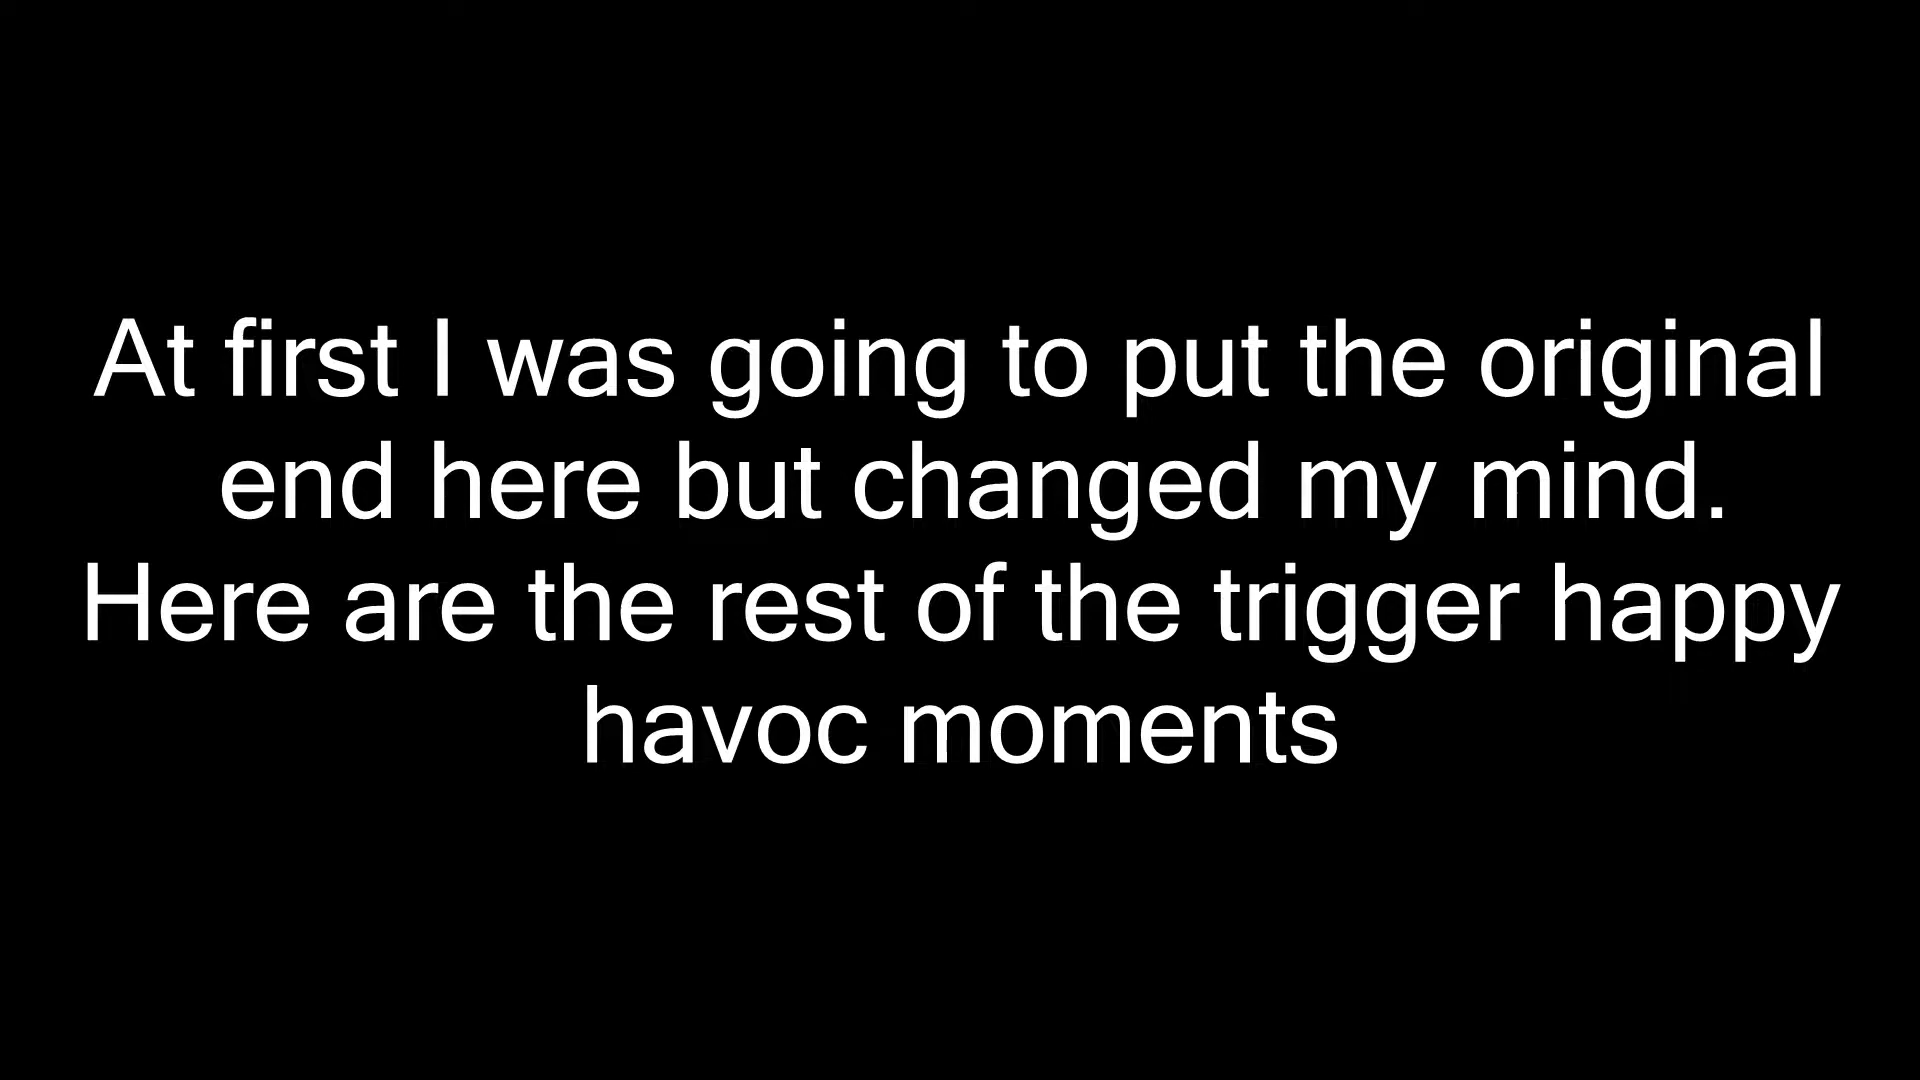 At first I was going to put the original
end here but changed my mind.
Here are the rest of the trigger happy
havoc moments